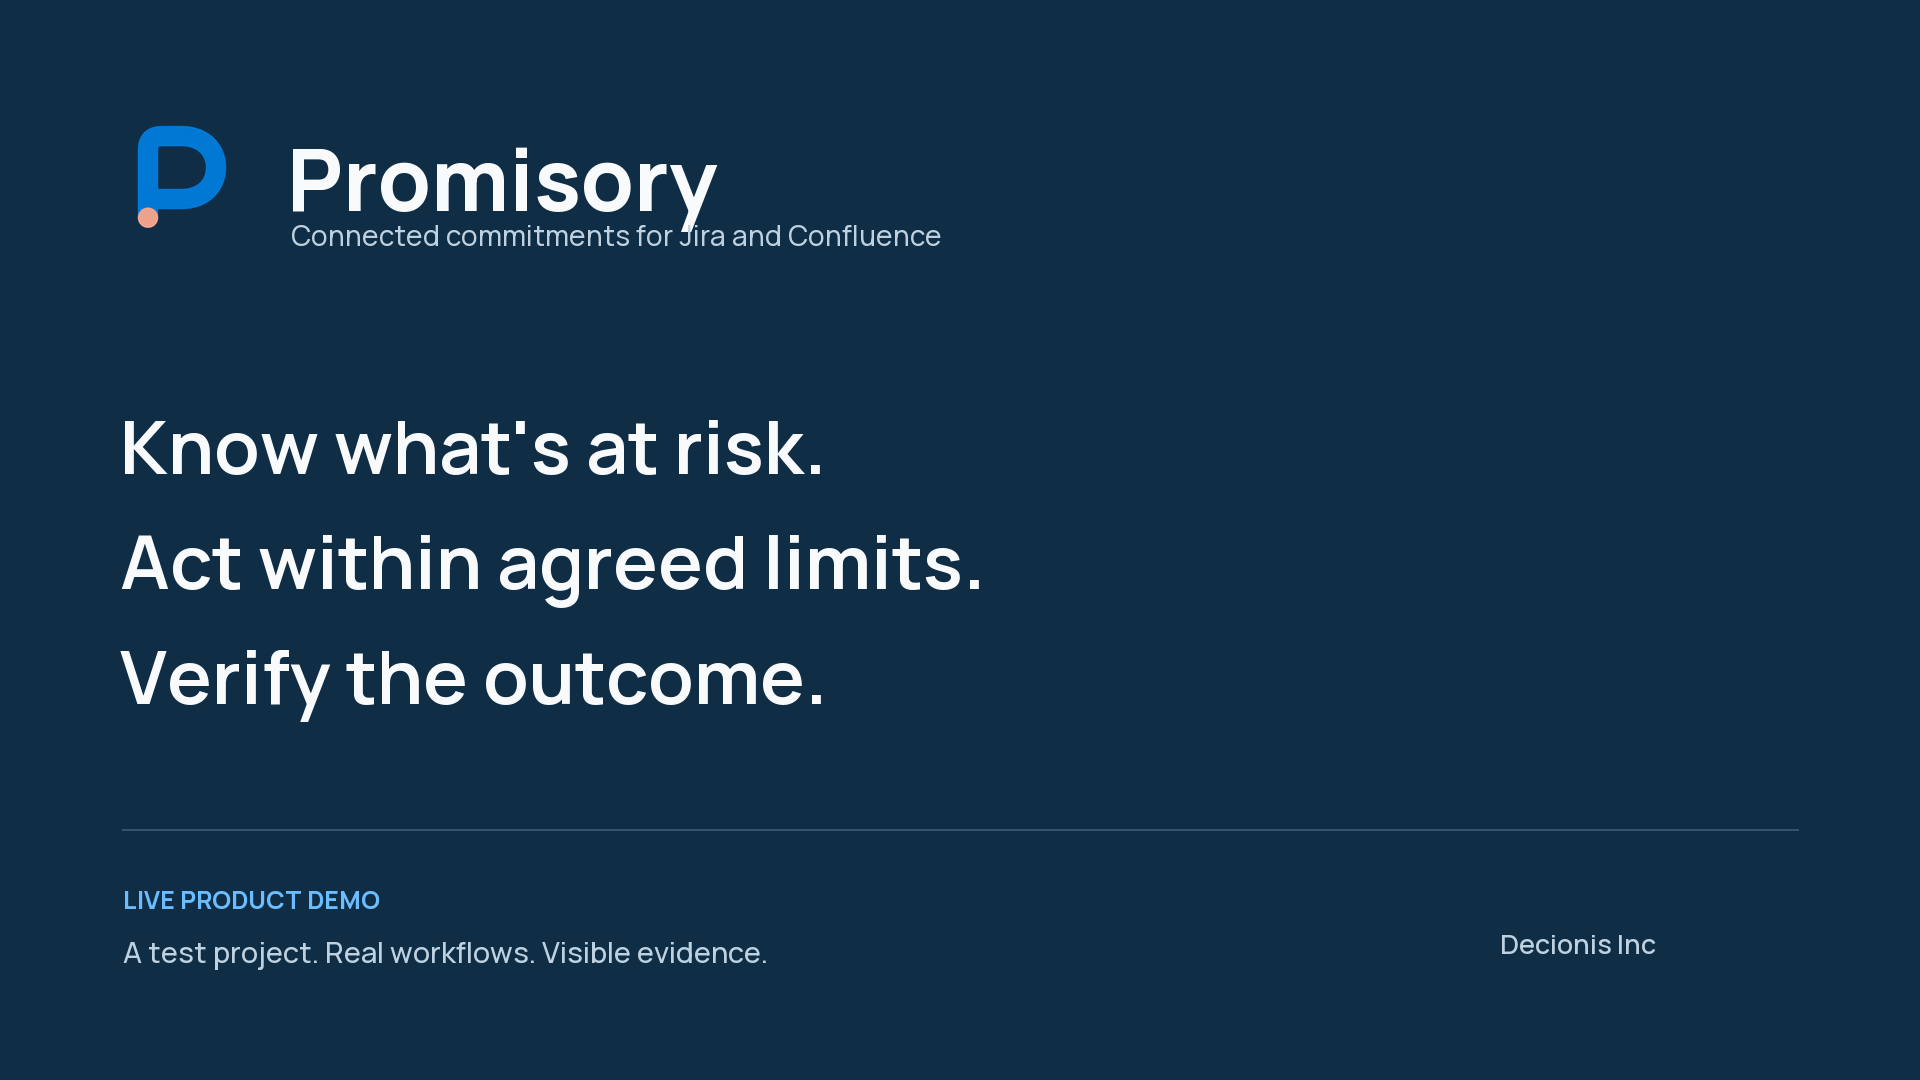 Promisory
Connected commitments for Jira and Confluence
Know what's at risk.
Act within agreed limits.
Verify the outcome.
LIVE PRODUCT DEMO
A test project. Real workflows. Visible evidence.
Decionis Inc